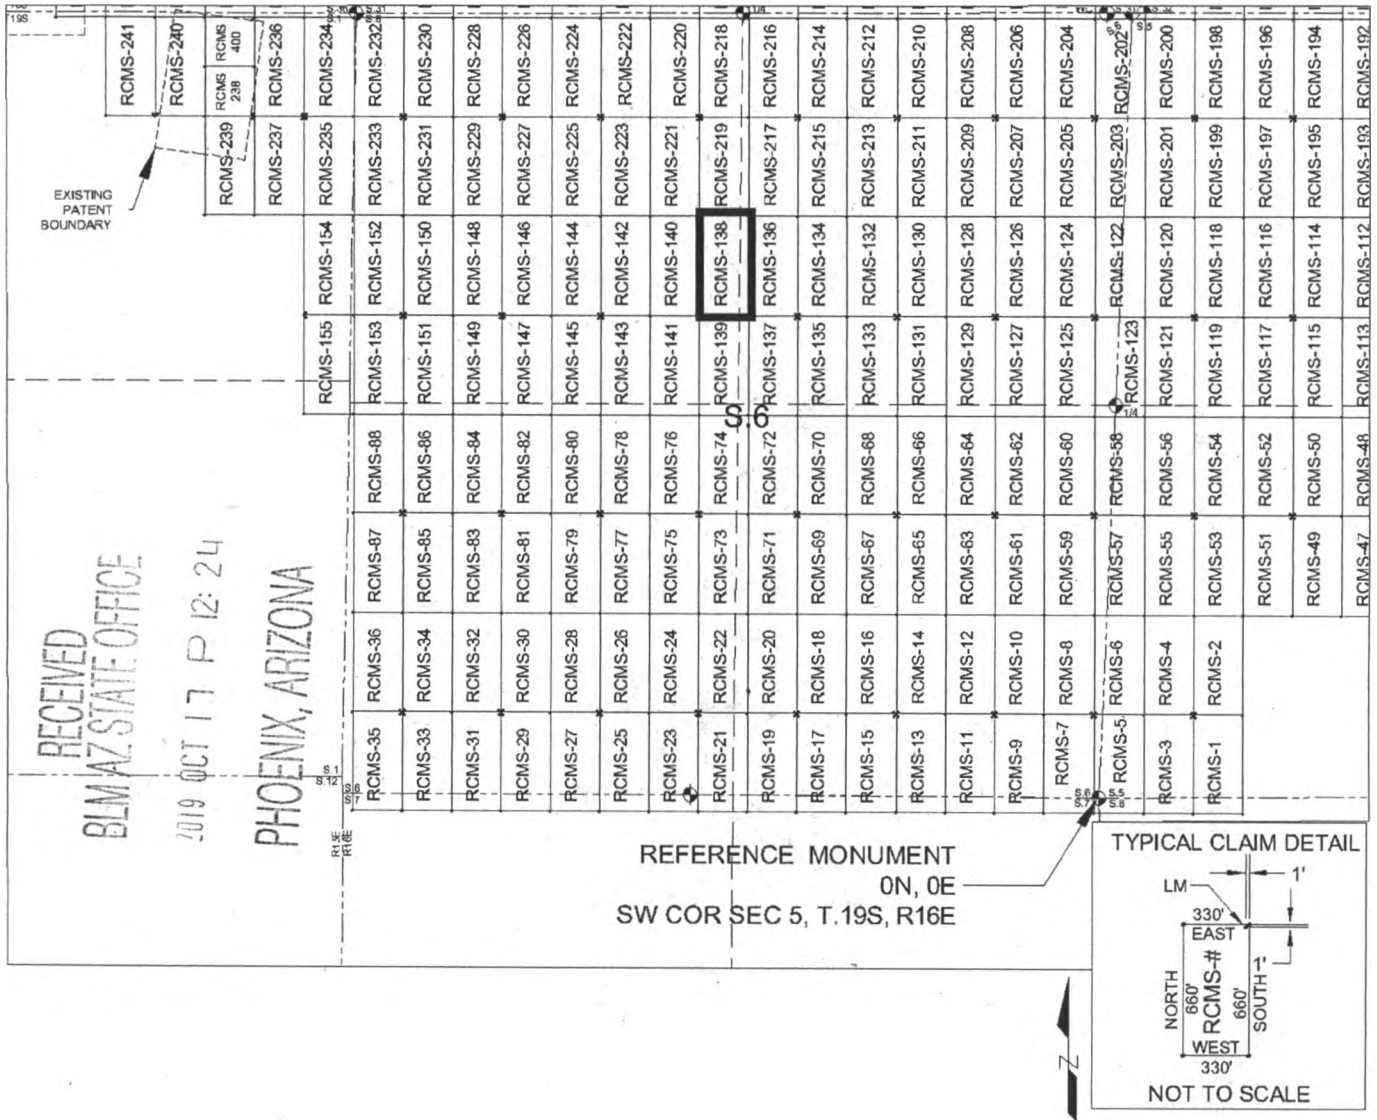 19S
S.1
S.6
S.31
1/4
WC
S.6
S.5
RCMS-241
RCMS-240
RCMS
400
RCMS
238
RCMS-236
RCMS-234
RCMS-232
RCMS-230
RCMS-228
RCMS-226
RCMS-224
RCMS-222
RCMS-220
RCMS-218
RCMS-216
RCMS-214
RCMS-212
RCMS-210
RCMS-208
RCMS-206
RCMS-204
RCMS-202
RCMS-200
RCMS-198
RCMS-196
RCMS-194
RCMS-192
RCMS-239
RCMS-237
RCMS-235
RCMS-233
RCMS-231
RCMS-229
RCMS-227
RCMS-225
RCMS-223
RCMS-221
RCMS-219
RCMS-217
RCMS-215
RCMS-213
RCMS-211
RCMS-209
RCMS-207
RCMS-205
RCMS-203
RCMS-201
RCMS-199
RCMS-197
RCMS-195
RCMS-193
EXISTING
PATENT
BOUNDARY
RCMS-154
RCMS-152
RCMS-150
RCMS-148
RCMS-146
RCMS-144
RCMS-142
RCMS-140
RCMS-138
RCMS-136
RCMS-134
RCMS-132
RCMS-130
RCMS-128
RCMS-126
RCMS-124
RCMS-122
RCMS-120
RCMS-118
RCMS-116
RCMS-114
RCMS-112
RCMS-155
RCMS-153
RCMS-151
RCMS-149
RCMS-147
RCMS-145
RCMS-143
RCMS-141
RCMS-139
RCMS-137
RCMS-135
RCMS-133
RCMS-131
RCMS-129
RCMS-127
RCMS-125
RCMS-123
RCMS-121
RCMS-119
RCMS-117
RCMS-115
RCMS-113
S.6
1/4
RCMS-88
RCMS-86
RCMS-84
RCMS-82
RCMS-80
RCMS-78
RCMS-76
RCMS-74
RCMS-72
RCMS-70
RCMS-68
RCMS-66
RCMS-64
RCMS-62
RCMS-60
RCMS-58
RCMS-56
RCMS-54
RCMS-52
RCMS-50
RCMS-48
RCMS-87
RCMS-85
RCMS-83
RCMS-81
RCMS-79
RCMS-77
RCMS-75
RCMS-73
RCMS-71
RCMS-69
RCMS-67
RCMS-65
RCMS-63
RCMS-61
RCMS-59
RCMS-57
RCMS-55
RCMS-53
RCMS-51
RCMS-49
RCMS-47
RCMS-36
RCMS-34
RCMS-32
RCMS-30
RCMS-28
RCMS-26
RCMS-24
RCMS-22
RCMS-20
RCMS-18
RCMS-16
RCMS-14
RCMS-12
RCMS-10
RCMS-8
RCMS-6
RCMS-4
RCMS-2
RCMS-35
RCMS-33
RCMS-31
RCMS-29
RCMS-27
RCMS-25
RCMS-23
RCMS-21
RCMS-19
RCMS-17
RCMS-15
RCMS-13
RCMS-11
RCMS-9
RCMS-7
RCMS-5
RCMS-3
RCMS-1
RECEIVED
BLM AZ STATE OFFICE
2019 OCT 17 P 12: 24
PHOENIX, ARIZONA
S.1
S.12
S.6
S.7
S.6
S.7
S.5
S.8
R16E
REFERENCE MONUMENT
0N, 0E
SW COR SEC 5, T.19S, R16E
TYPICAL CLAIM DETAIL
1'
LM
330'
EAST
NORTH
660'
RCMS-#
660'
SOUTH
1'
WEST
330'
NOT TO SCALE
Z